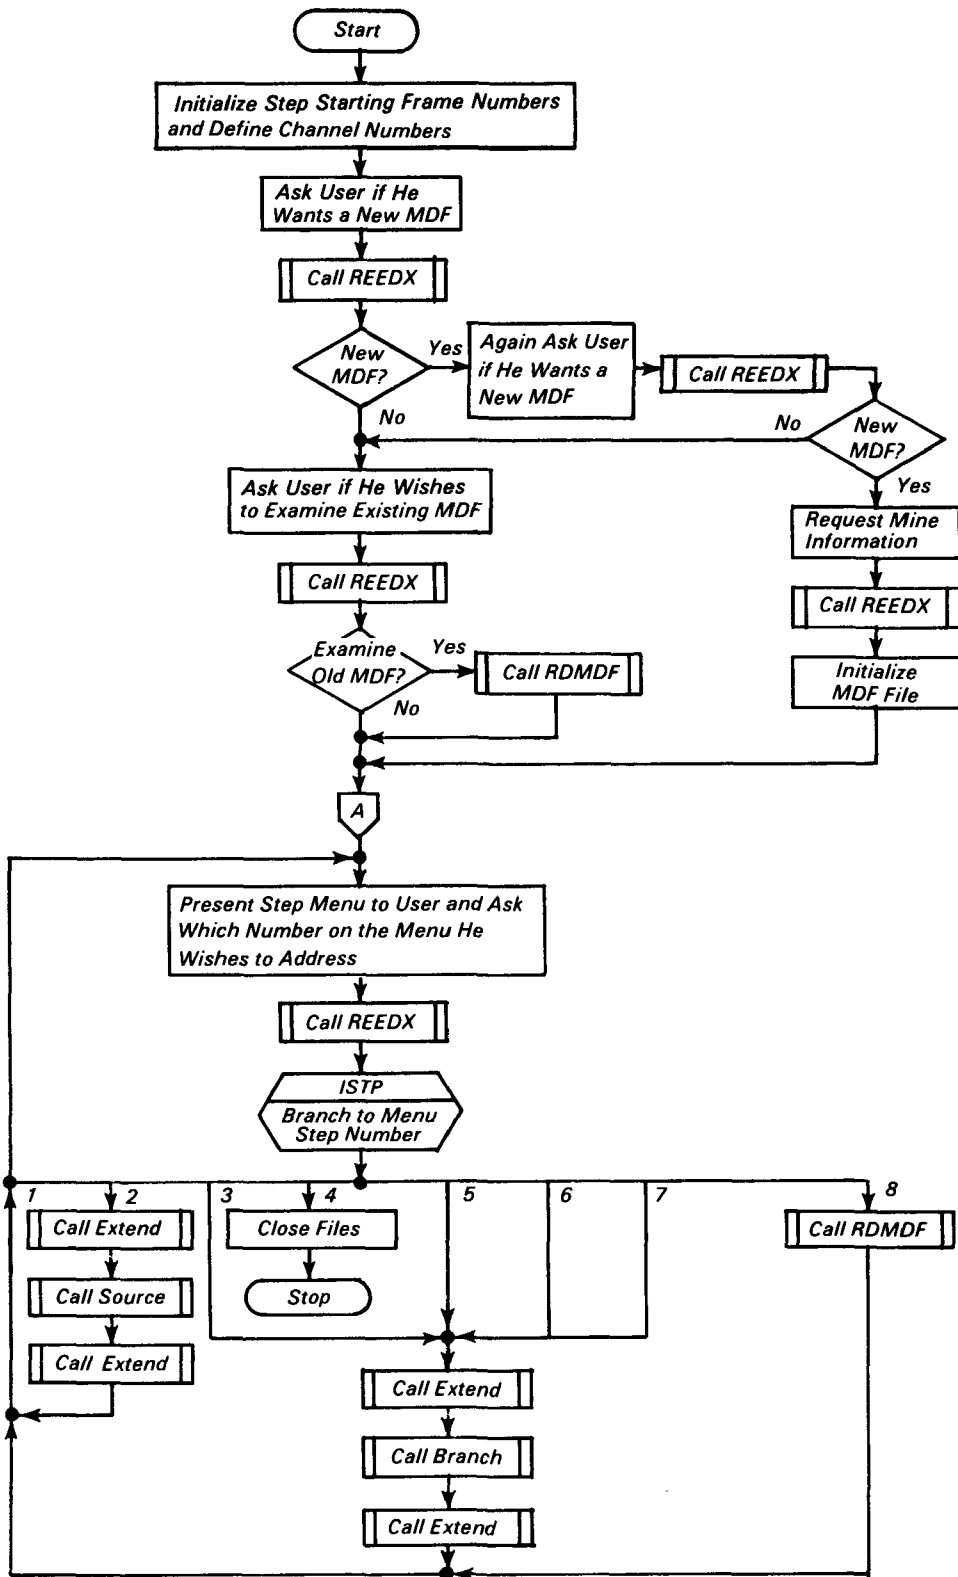 Start
Initialize Step Starting Frame Numbers
and Define Channel Numbers
Ask User if He
Wants a New MDF
Call REEDX
New
MDF?
Yes
Again Ask User
if He Wants a
New MDF
Call REEDX
No
No
New
MDF?
Yes
Ask User if He Wishes
to Examine Existing MDF
Request Mine
Information
Call REEDX
Call REEDX
Examine
Old MDF?
Yes
Call RDMDF
Initialize
MDF File
No
A
Present Step Menu to User and Ask
Which Number on the Menu He
Wishes to Address
Call REEDX
ISTP
Branch to Menu
Step Number
1
2
3
4
5
6
7
8
Call Extend
Close Files
Call RDMDF
Call Source
Stop
Call Extend
Call Extend
Call Branch
Call Extend